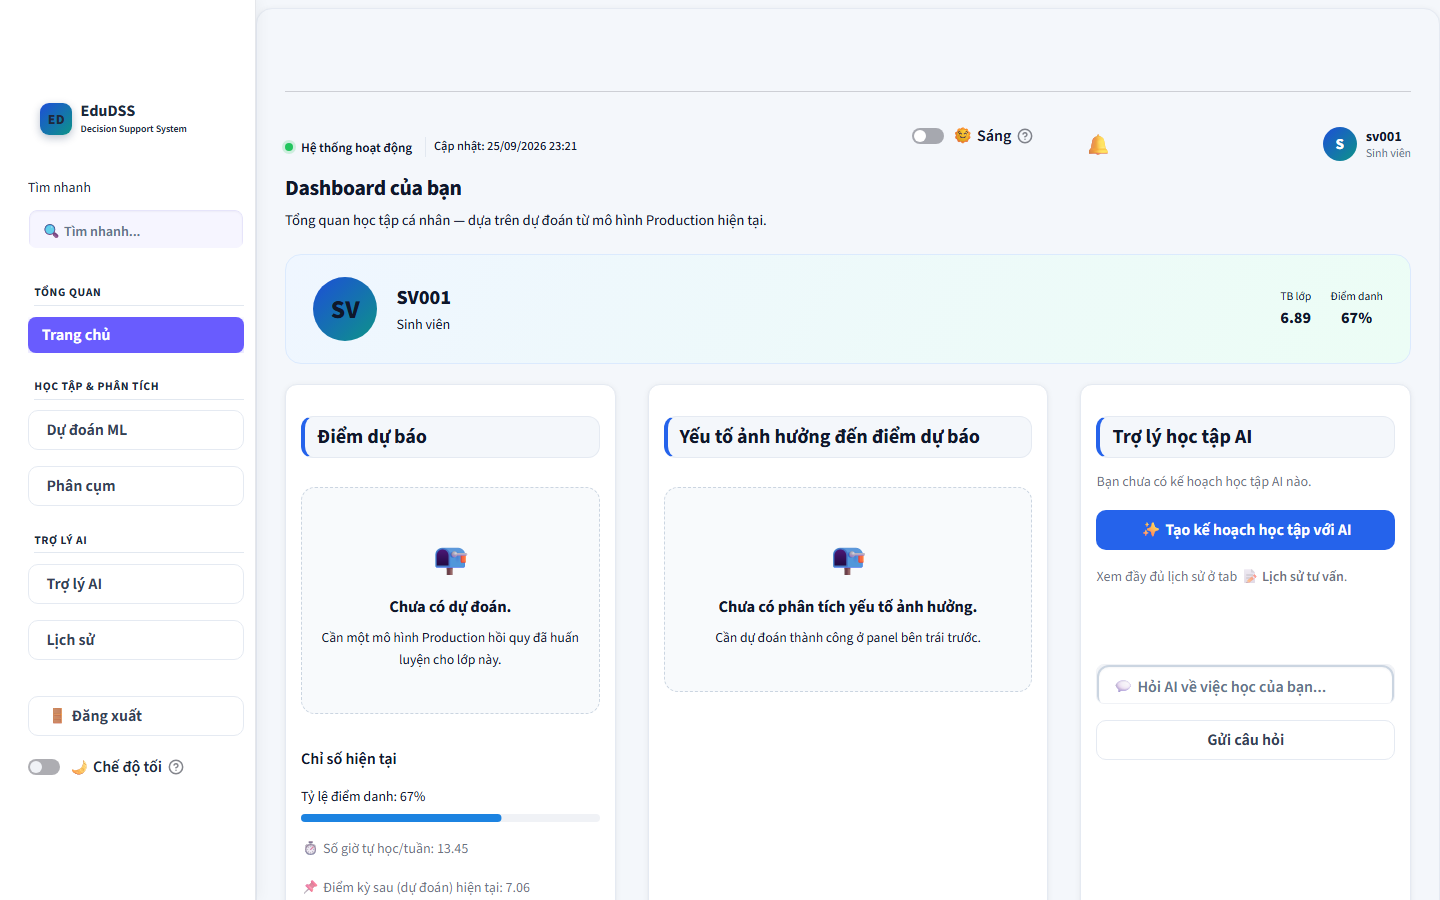 ED
EduDSS
Decision Support System
Tìm nhanh
🔍 Tìm nhanh...
TỔNG QUAN
Trang chủ
HỌC TẬP & PHÂN TÍCH
Dự đoán ML
Phân cụm
TRỢ LÝ AI
Trợ lý AI
Lịch sử
🚪 Đăng xuất
🌙 Chế độ tối
Hệ thống hoạt động
Cập nhật: 25/09/2026 23:21
🌞 Sáng
S
sv001
Sinh viên
Dashboard của bạn
Tổng quan học tập cá nhân — dựa trên dự đoán từ mô hình Production hiện tại.
SV
SV001
Sinh viên
TB lớp
6.89
Điểm danh
67%
Điểm dự báo
Chưa có dự đoán.
Cần một mô hình Production hồi quy đã huấn
luyện cho lớp này.
Chỉ số hiện tại
Tỷ lệ điểm danh: 67%
⏱ Số giờ tự học/tuần: 13.45
📌 Điểm kỳ sau (dự đoán) hiện tại: 7.06
Yếu tố ảnh hưởng đến điểm dự báo
Chưa có phân tích yếu tố ảnh hưởng.
Cần dự đoán thành công ở panel bên trái trước.
Trợ lý học tập AI
Bạn chưa có kế hoạch học tập AI nào.
✨ Tạo kế hoạch học tập với AI
Xem đầy đủ lịch sử ở tab 📝 Lịch sử tư vấn.
💬 Hỏi AI về việc học của bạn...
Gửi câu hỏi